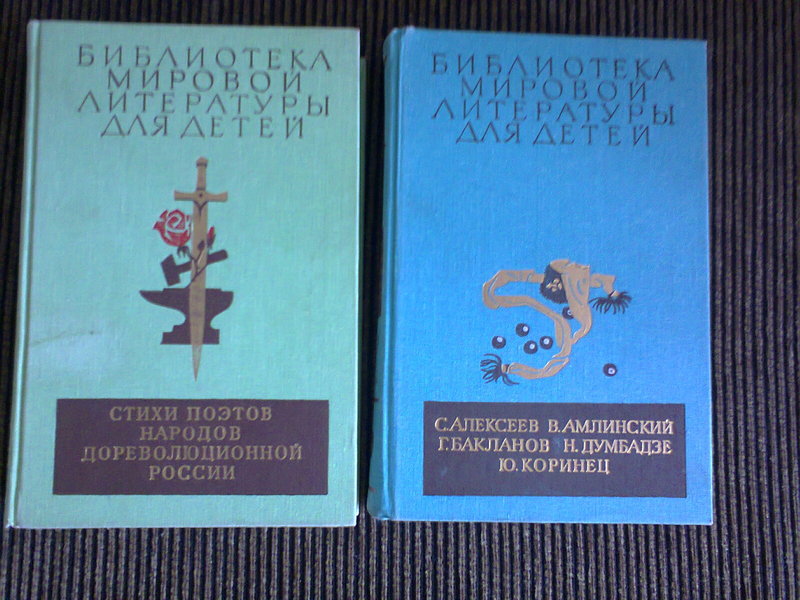 БИБЛИОТЕКА
МИРОВОЙ
ЛИТЕРАТУРЫ
ДЛЯ ДЕТЕЙ
СТИХИ ПОЭТОВ
НАРОДОВ
ДОРЕВОЛЮЦИОННОЙ
РОССИИ
БИБЛИОТЕКА
МИРОВОЙ
ЛИТЕРАТУРЫ
ДЛЯ ДЕТЕЙ
С.АЛЕКСЕЕВ В.АМЛИНСКИЙ
Г.БАКЛАНОВ Н.ДУМБАДЗЕ
Ю.КОРИНЕЦ